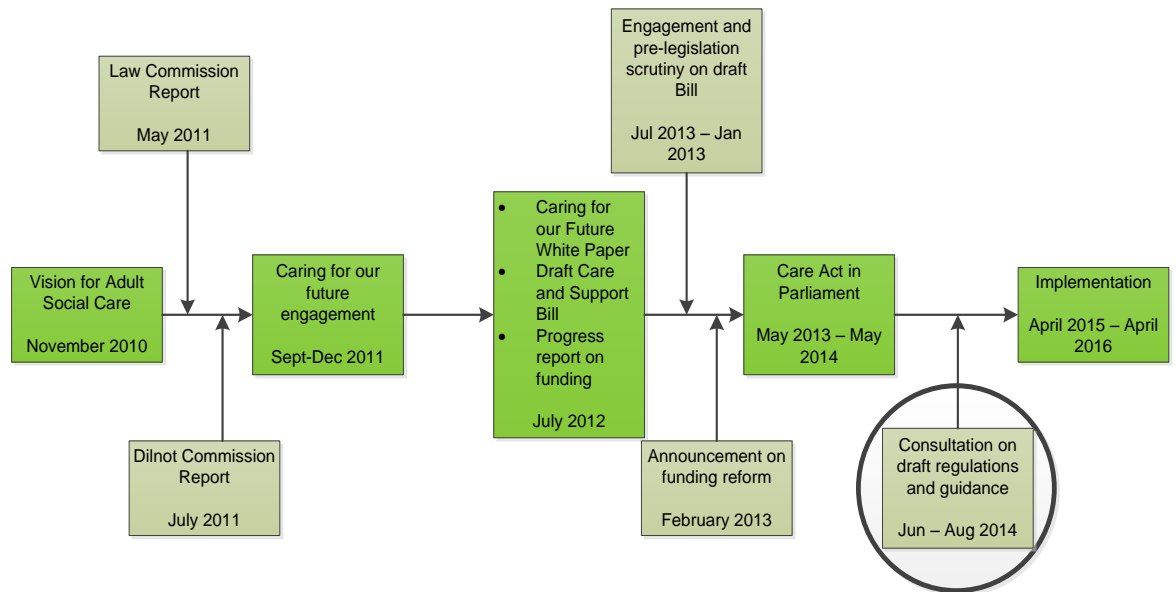 Law Commission
Report
May 2011
Engagement and
pre-legislation
scrutiny on draft
Bill
Jul 2013 – Jan
2013
Vision for Adult
Social Care
November 2010
Caring for our
future
engagement
Sept-Dec 2011
• Caring for
our Future
White Paper
• Draft Care
and Support
Bill
• Progress
report on
funding
July 2012
Care Act in
Parliament
May 2013 – May
2014
Implementation
April 2015 – April
2016
Dilnot Commission
Report
July 2011
Announcement on
funding reform
February 2013
Consultation on
draft regulations
and guidance
Jun – Aug 2014